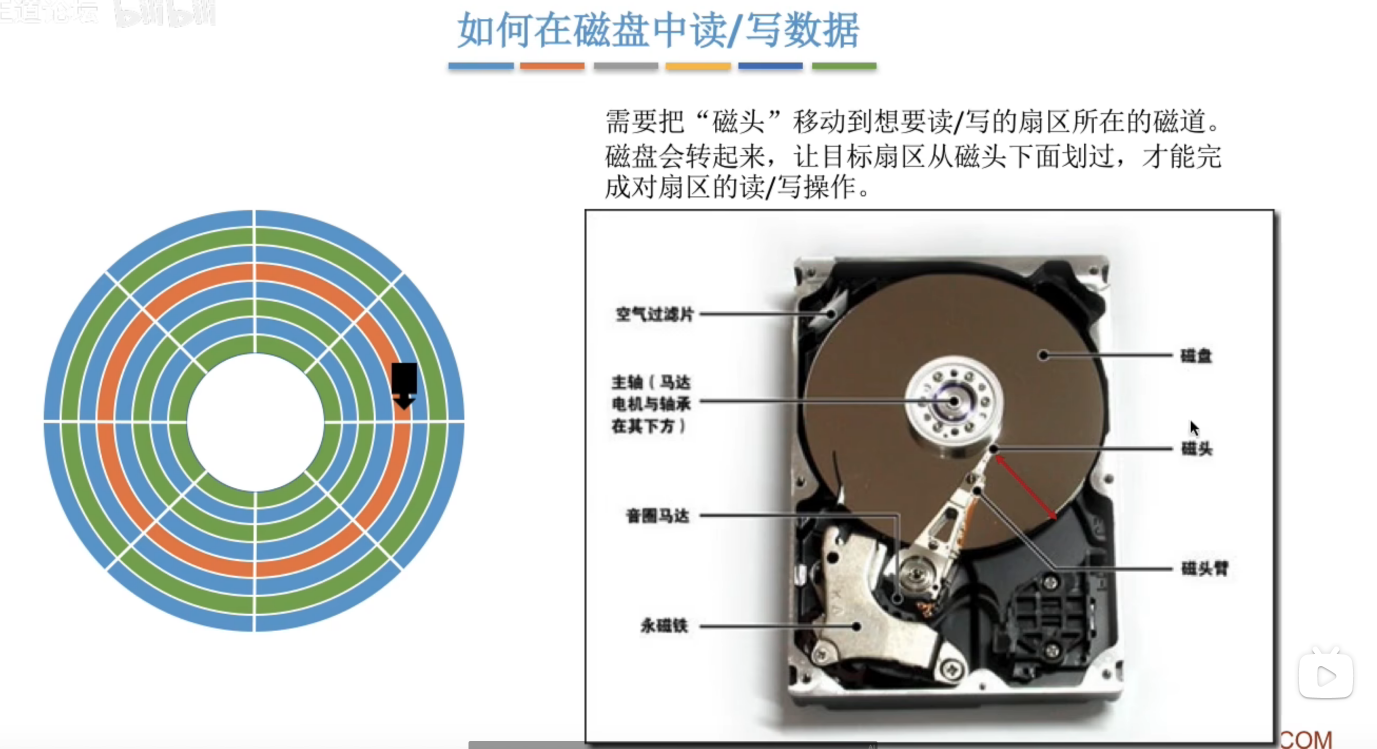 bilibili
如何在磁盘中读/写数据
需要把“磁头”移动到想要读/写的扇区所在的磁道。
磁盘会转起来，让目标扇区从磁头下面划过，才能完
成对扇区的读/写操作。
空气过滤片
磁盘
主轴（马达
电机与轴承
在其下方）
磁头
音圈马达
磁头臂
永磁铁
COM